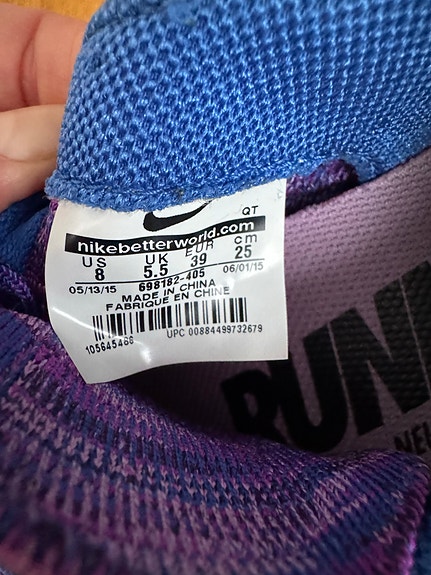 QT
nikebetterworld.com
US UK EUR cm
8 5.5 39 25
698182-405
05/13/15 06/01/15
MADE IN CHINA
FABRIQUE EN CHINE
UPC 00884499732679
105645466
RUN
NEU